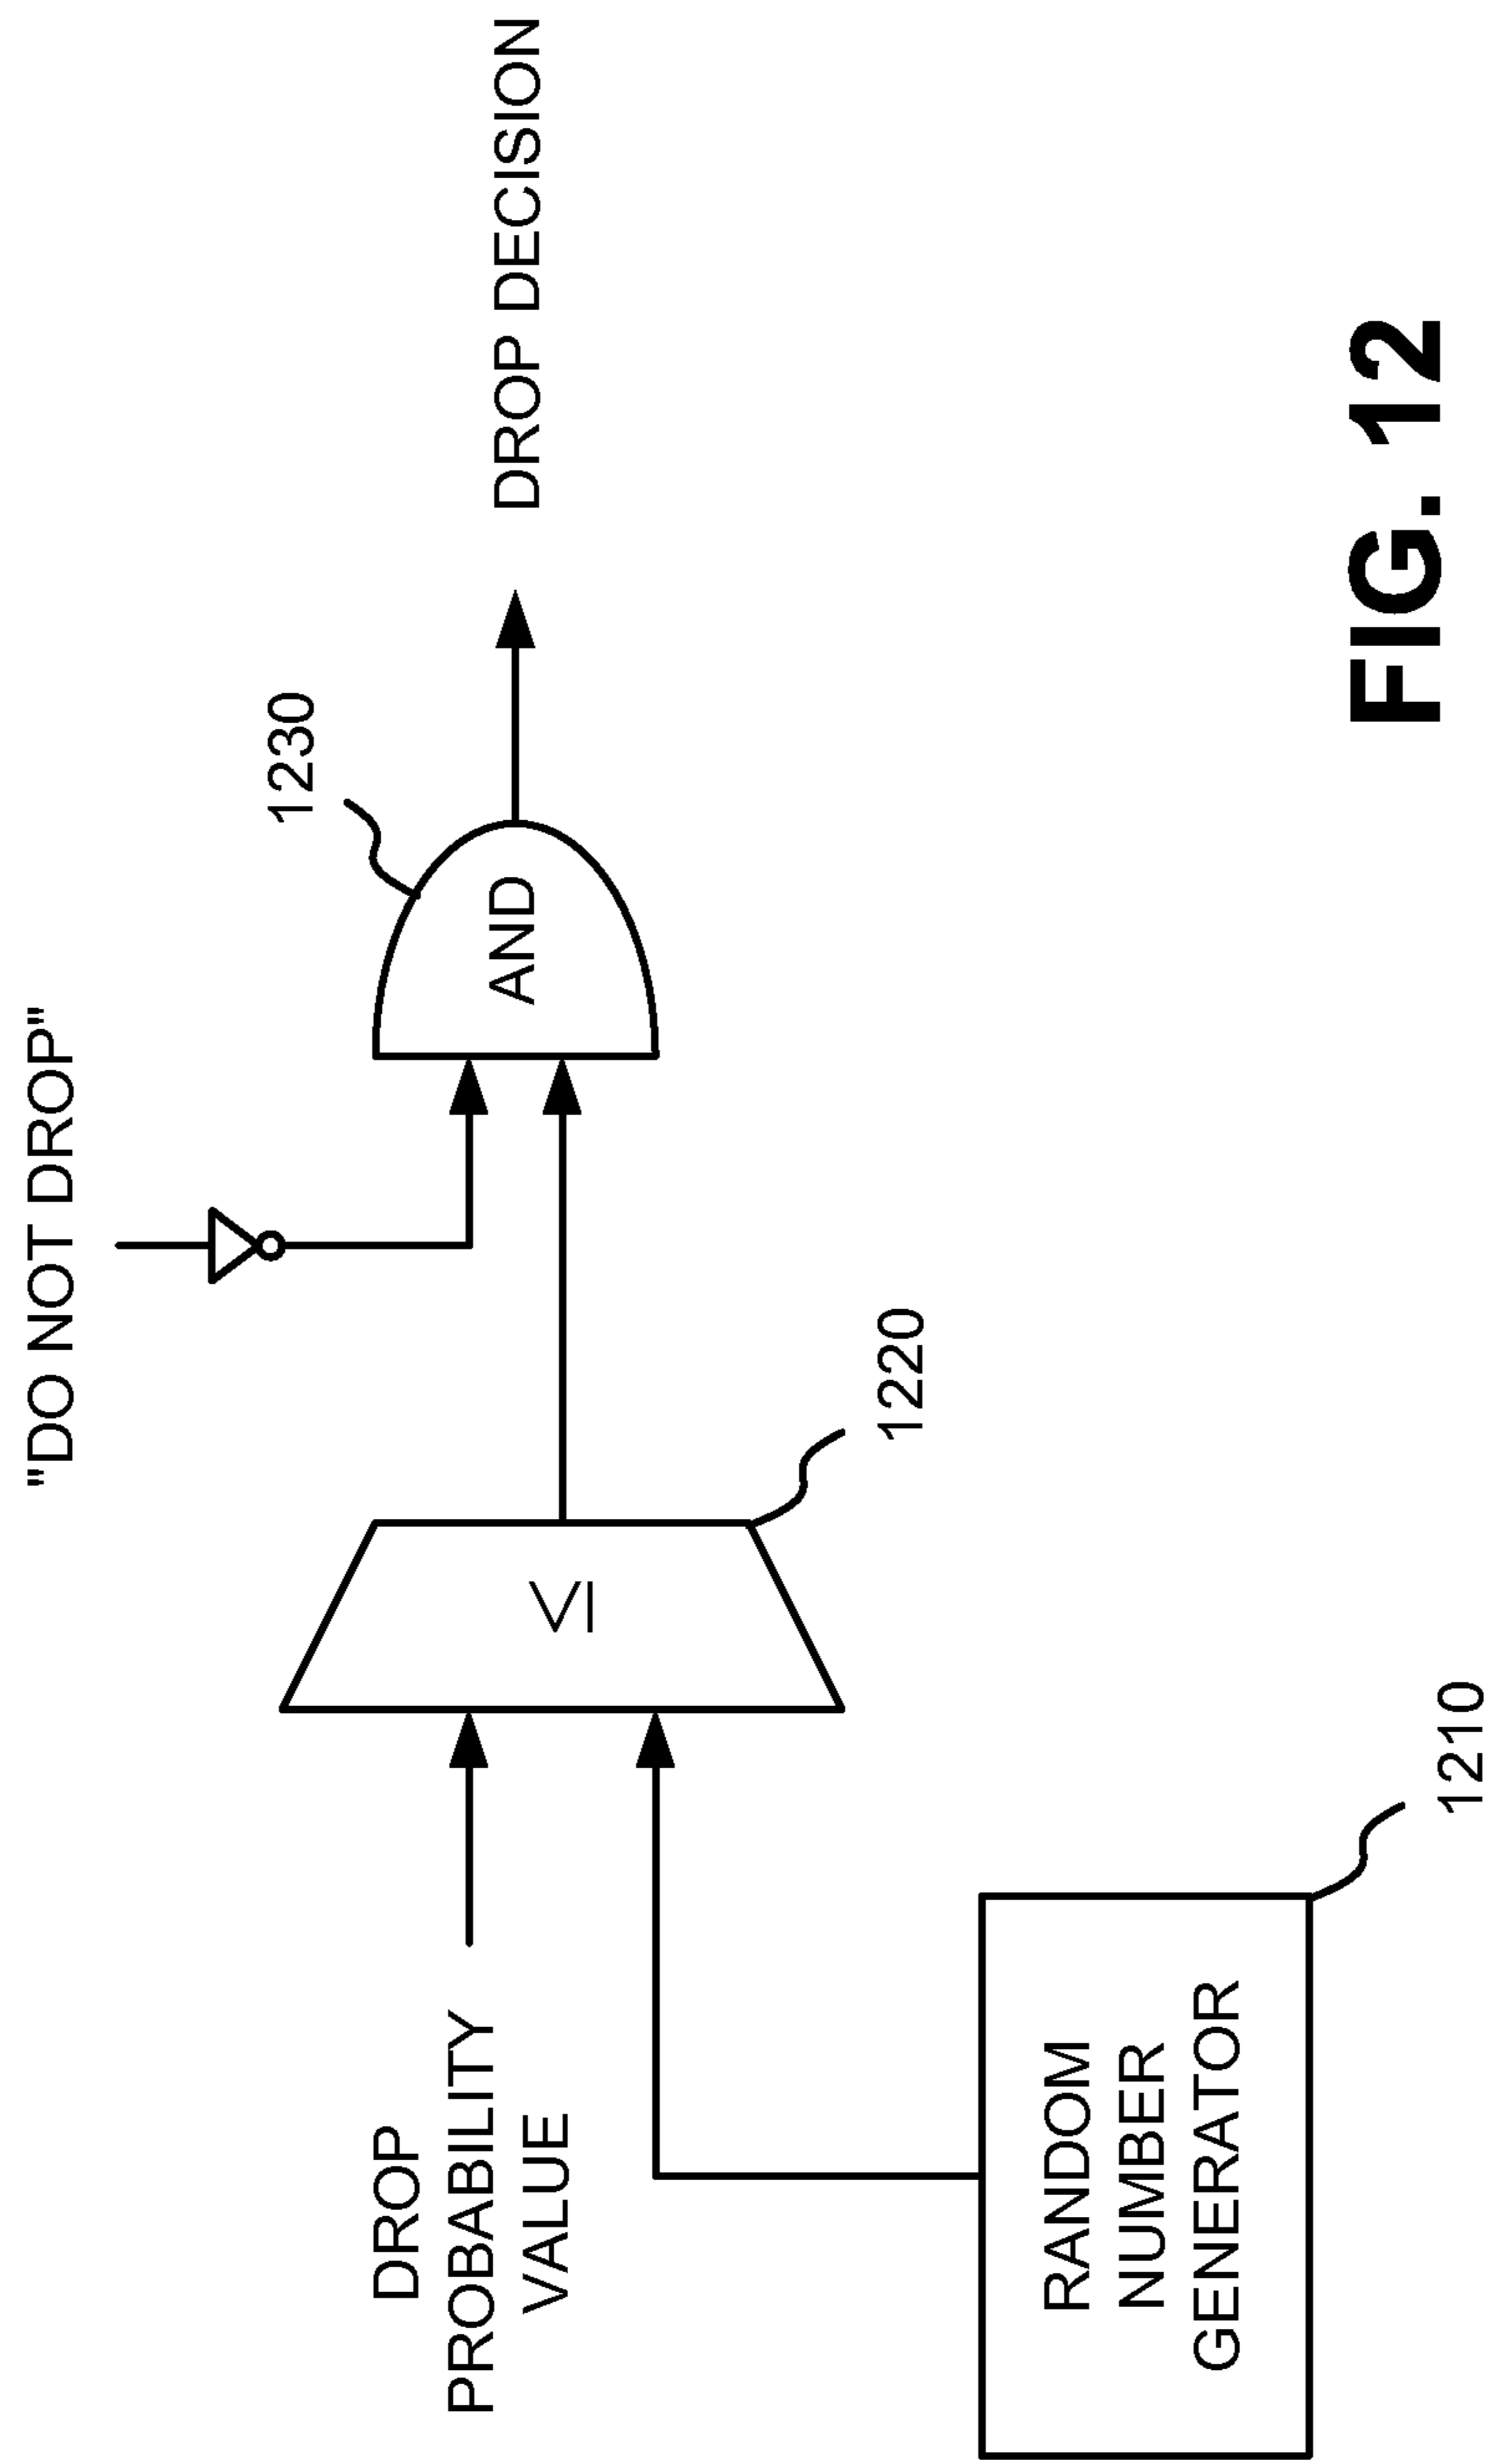 "DO NOT DROP"
1230
DROP
PROBABILITY
VALUE
≤
AND
DROP DECISION
1220
RANDOM
NUMBER
GENERATOR
1210
FIG. 12